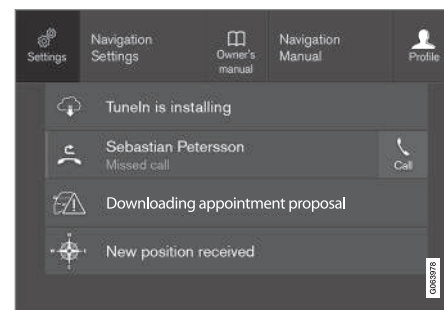 Settings
Navigation
Settings
Owner's
manual
Navigation
Manual
Profile
TuneIn is installing
Sebastian Petersson
Missed call
Call
Downloading appointment proposal
New position received
G063978